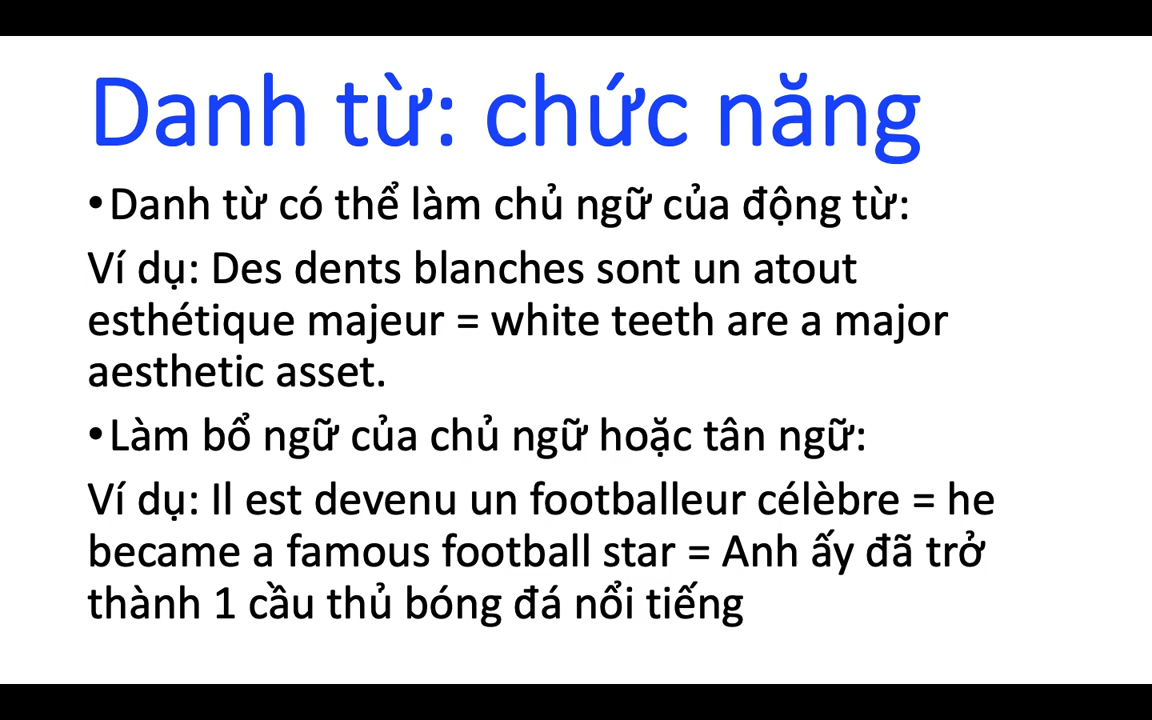 Danh từ: chức năng
•Danh từ có thể làm chủ ngữ của động từ:
Ví dụ: Des dents blanches sont un atout
esthétique majeur = white teeth are a major
aesthetic asset.
•Làm bổ ngữ của chủ ngữ hoặc tân ngữ:
Ví dụ: Il est devenu un footballeur célèbre = he
became a famous football star = Anh ấy đã trở
thành 1 cầu thủ bóng đá nổi tiếng